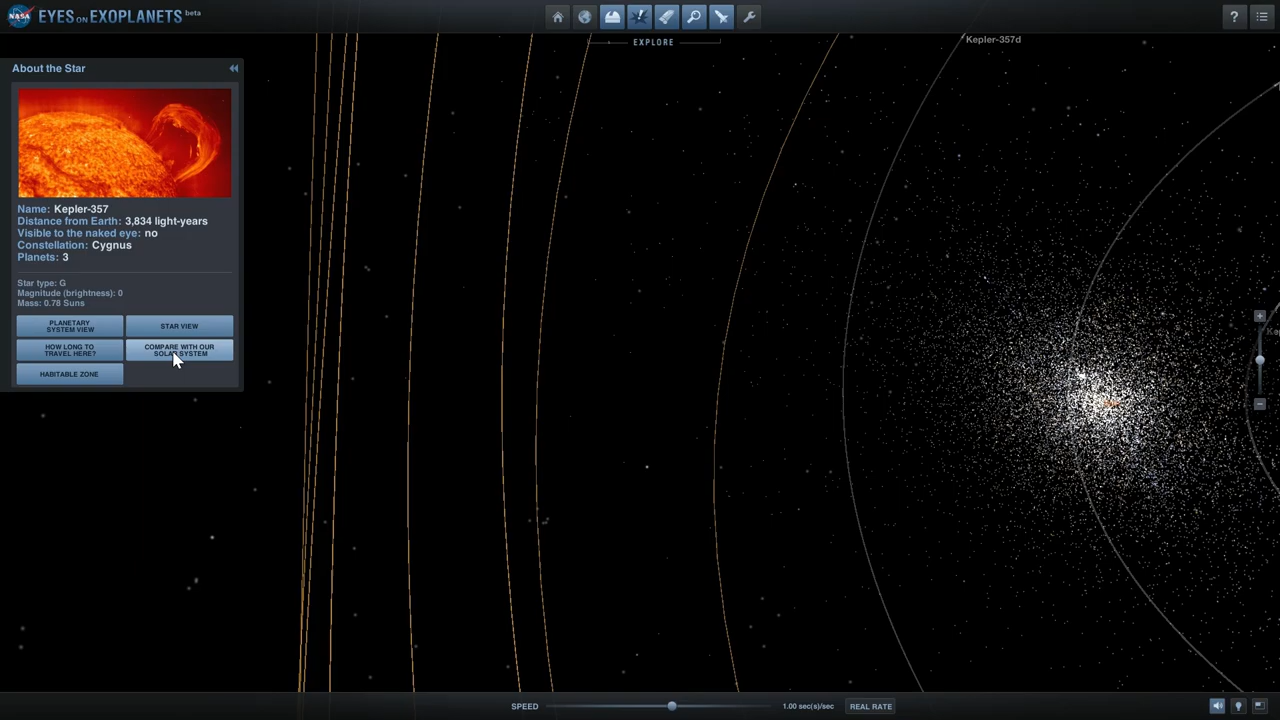 NASA EYES ON EXOPLANETS beta
?
EXPLORE
Kepler-357d
About the Star
Name: Kepler-357
Distance from Earth: 3,834 light-years
Visible to the naked eye: no
Constellation: Cygnus
Planets: 3
Star type: G
Magnitude (brightness): 0
Mass: 0.78 Suns
PLANETARY
SYSTEM VIEW
STAR VIEW
HOW LONG TO
TRAVEL HERE?
COMPARE WITH OUR
SOLAR SYSTEM
HABITABLE ZONE
SPEED
1.00 sec(s)/sec
REAL RATE